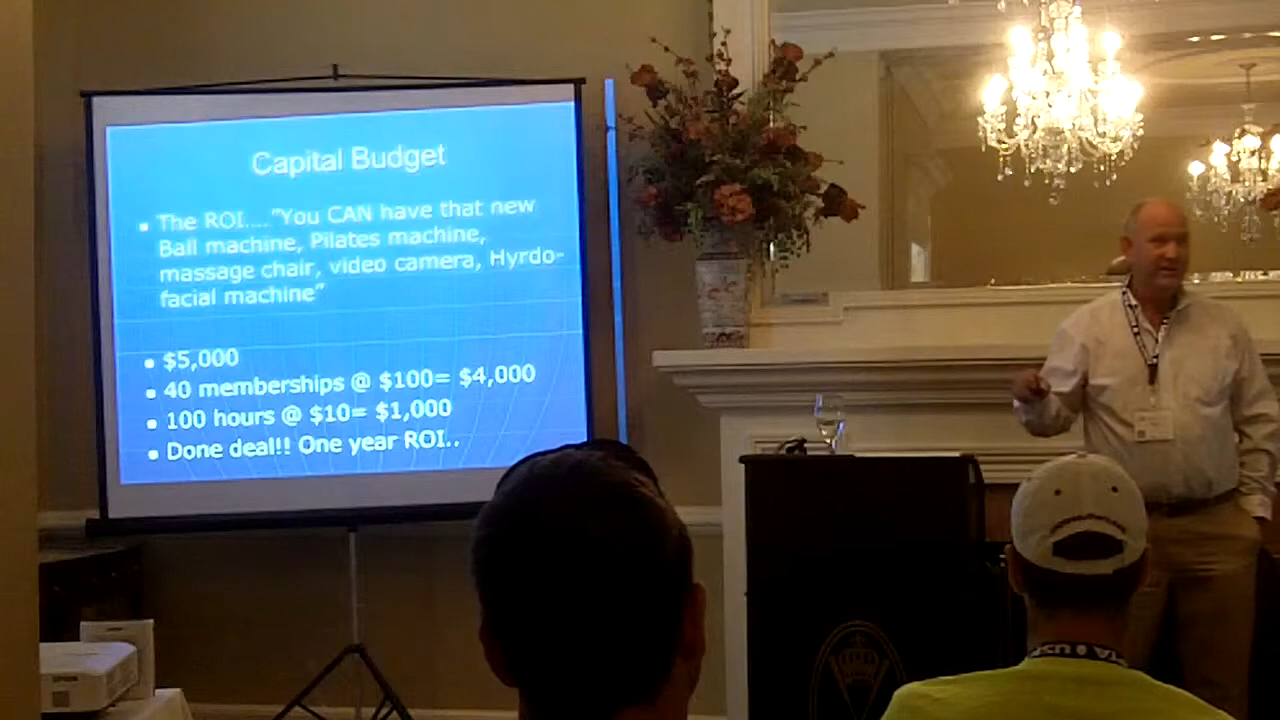 Capital Budget
▪ The ROI...."You CAN have that new
Ball machine, Pilates machine,
massage chair, video camera, Hyrdo-
facial machine"
▪ $5,000
▪ 40 memberships @ $100= $4,000
▪ 100 hours @ $10= $1,000
▪ Done deal!! One year ROI..
EPSON